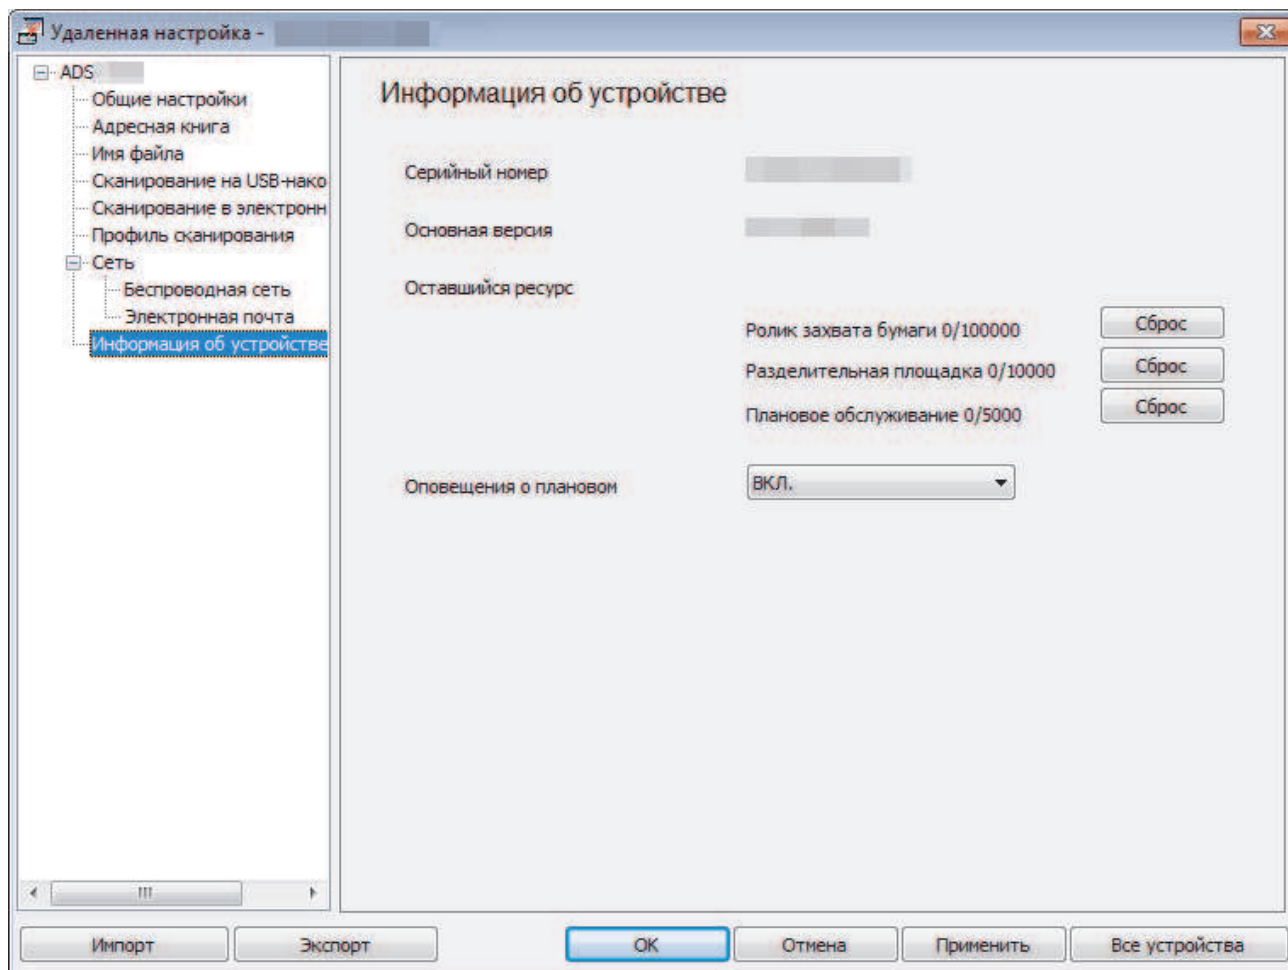 Удаленная настройка -
ADS
Общие настройки
Адресная книга
Имя файла
Сканирование на USB-нако
Сканирование в электронн
Профиль сканирования
Сеть
Беспроводная сеть
Электронная почта
Информация об устройстве
Информация об устройстве
Серийный номер
Основная версия
Оставшийся ресурс
Ролик захвата бумаги 0/100000 Сброс
Разделительная площадка 0/10000 Сброс
Плановое обслуживание 0/5000 Сброс
Оповещения о плановом ВКЛ.
Импорт Экспорт OK Отмена Применить Все устройства